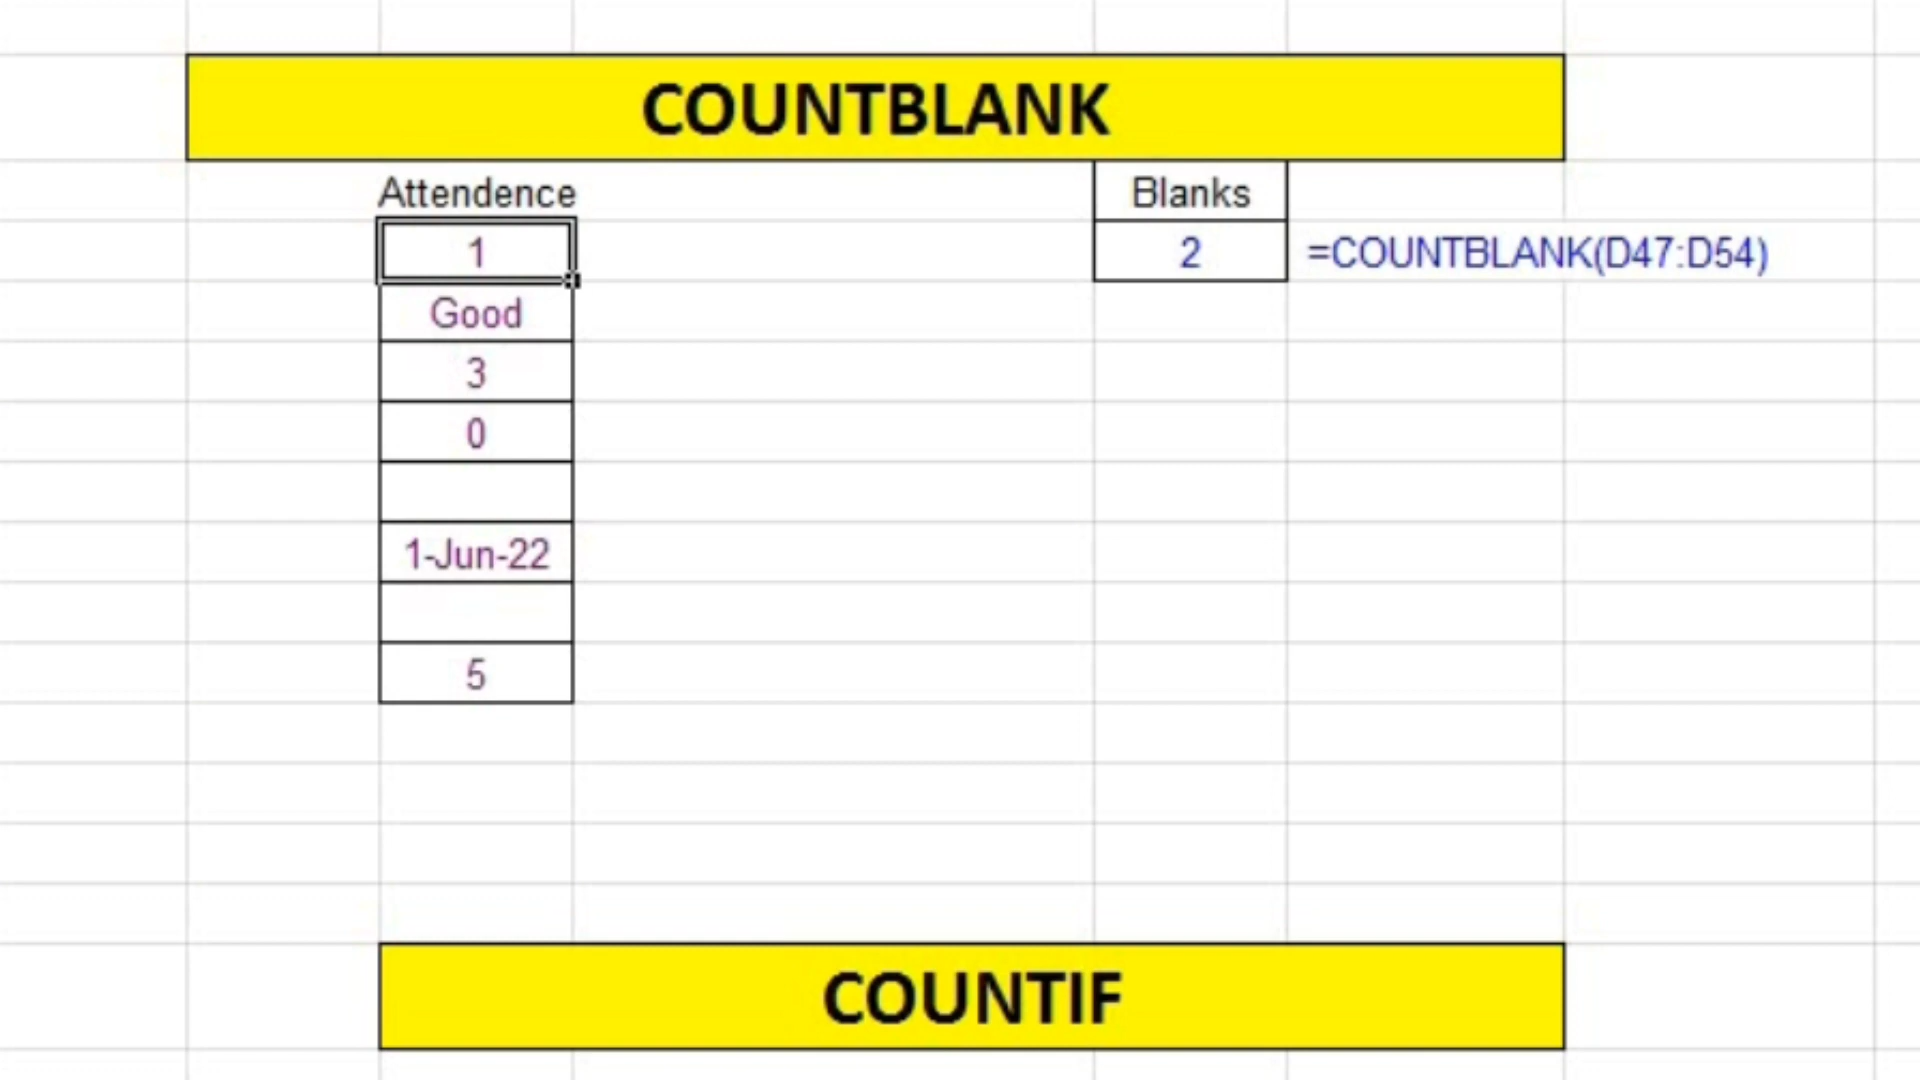 COUNTBLANK
Attendence
Blanks
1
2
=COUNTBLANK(D47:D54)
Good
3
0
1-Jun-22
5
COUNTIF